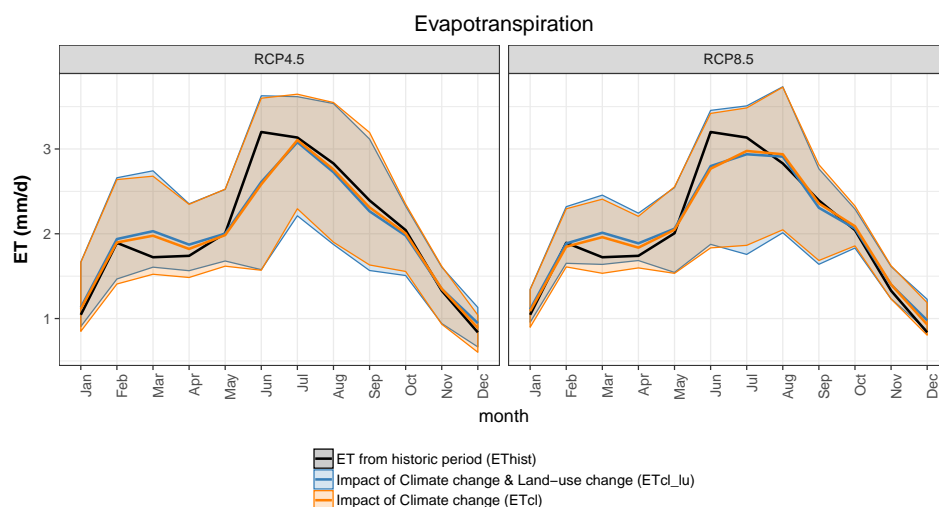 Evapotranspiration
RCP4.5
RCP8.5
ET (mm/d)
3
2
1
Jan
Feb
Mar
Apr
May
Jun
Jul
Aug
Sep
Oct
Nov
Dec
Jan
Feb
Mar
Apr
May
Jun
Jul
Aug
Sep
Oct
Nov
Dec
month
ET from historic period (EThist)
Impact of Climate change & Land−use change (ETcl_lu)
Impact of Climate change (ETcl)